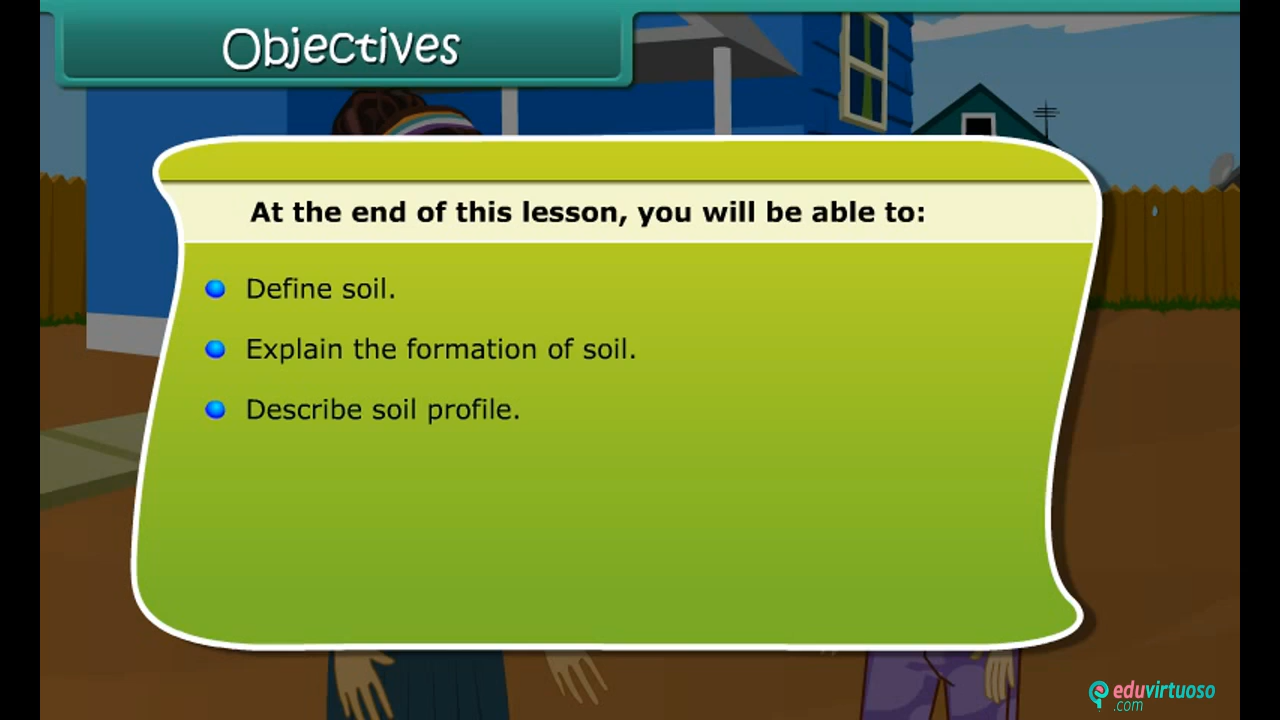 Objectives
At the end of this lesson, you will be able to:
Define soil.
Explain the formation of soil.
Describe soil profile.
eduvirtuoso
.com